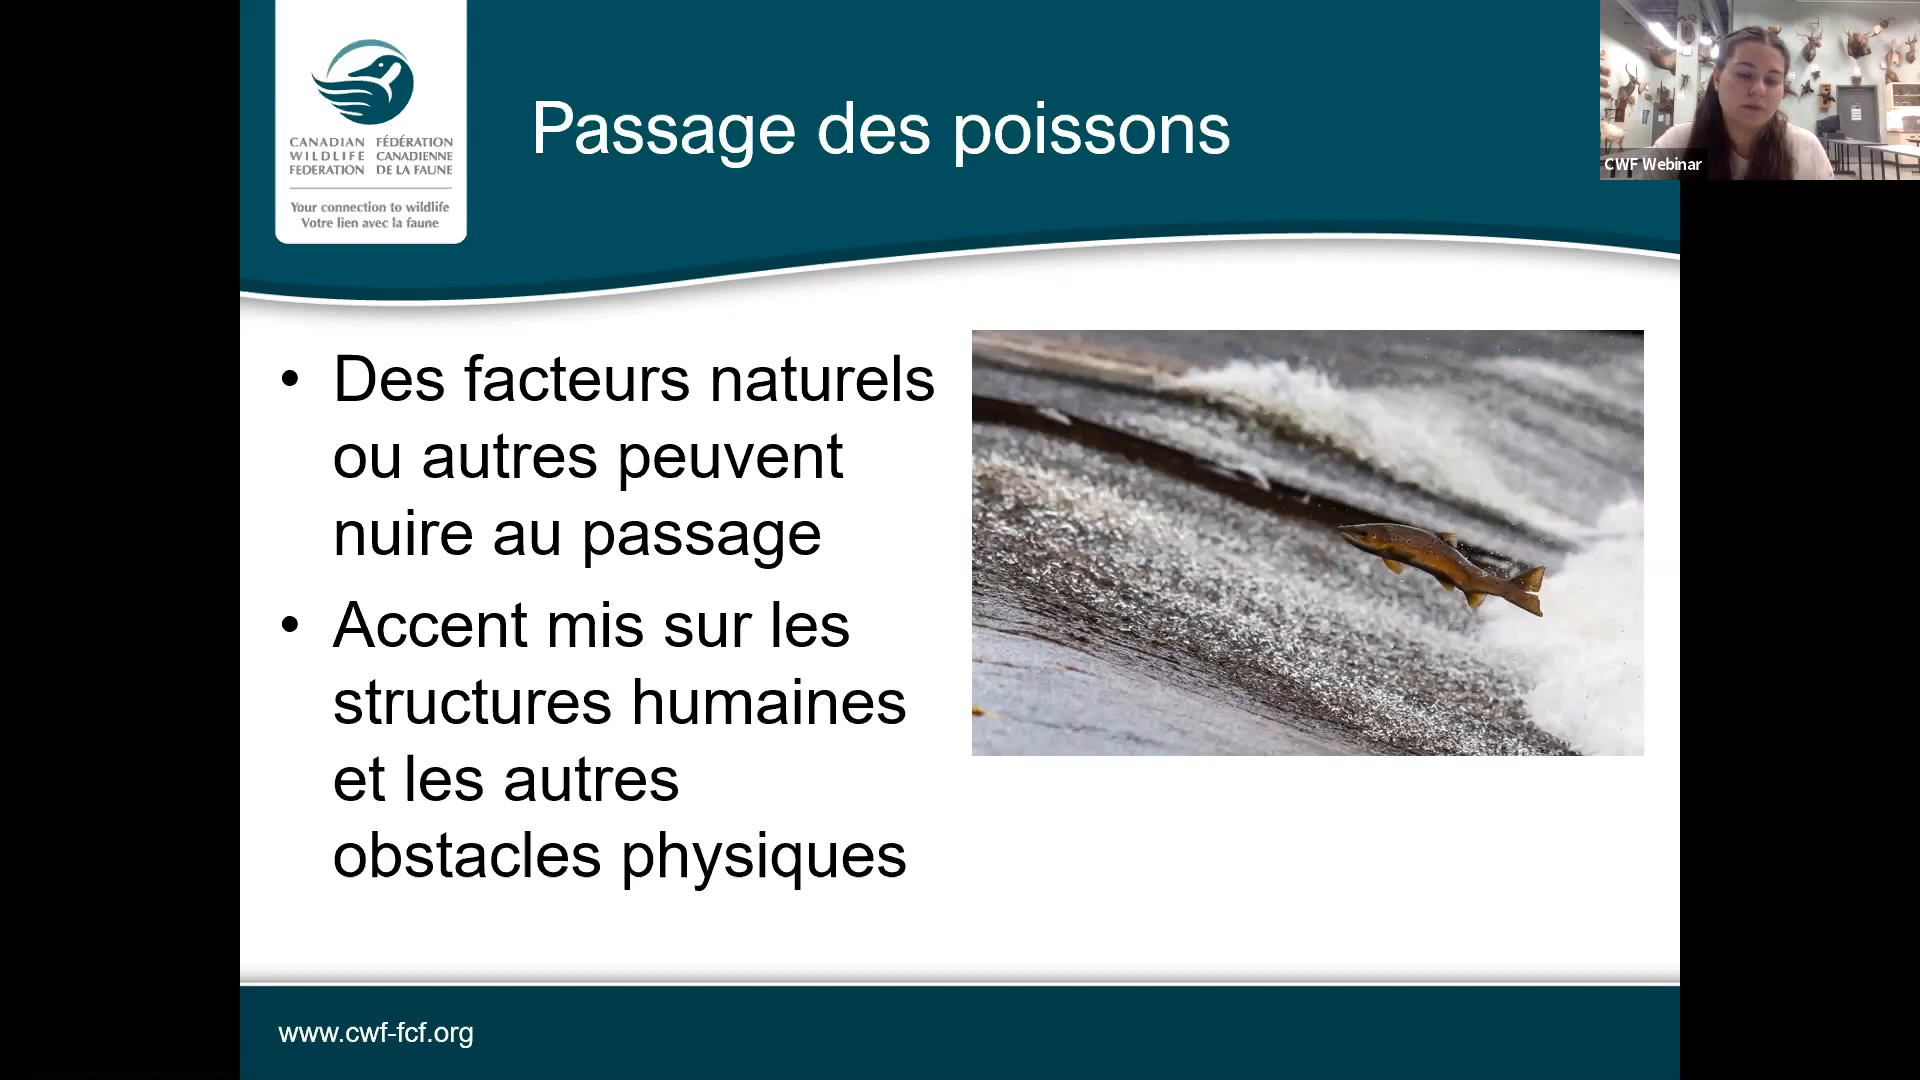 CANADIAN FÉDÉRATION
WILDLIFE CANADIENNE
FEDERATION DE LA FAUNE
Your connection to wildlife
Votre lien avec la faune
Passage des poissons
CWF Webinar
• Des facteurs naturels
ou autres peuvent
nuire au passage
• Accent mis sur les
structures humaines
et les autres
obstacles physiques
www.cwf-fcf.org